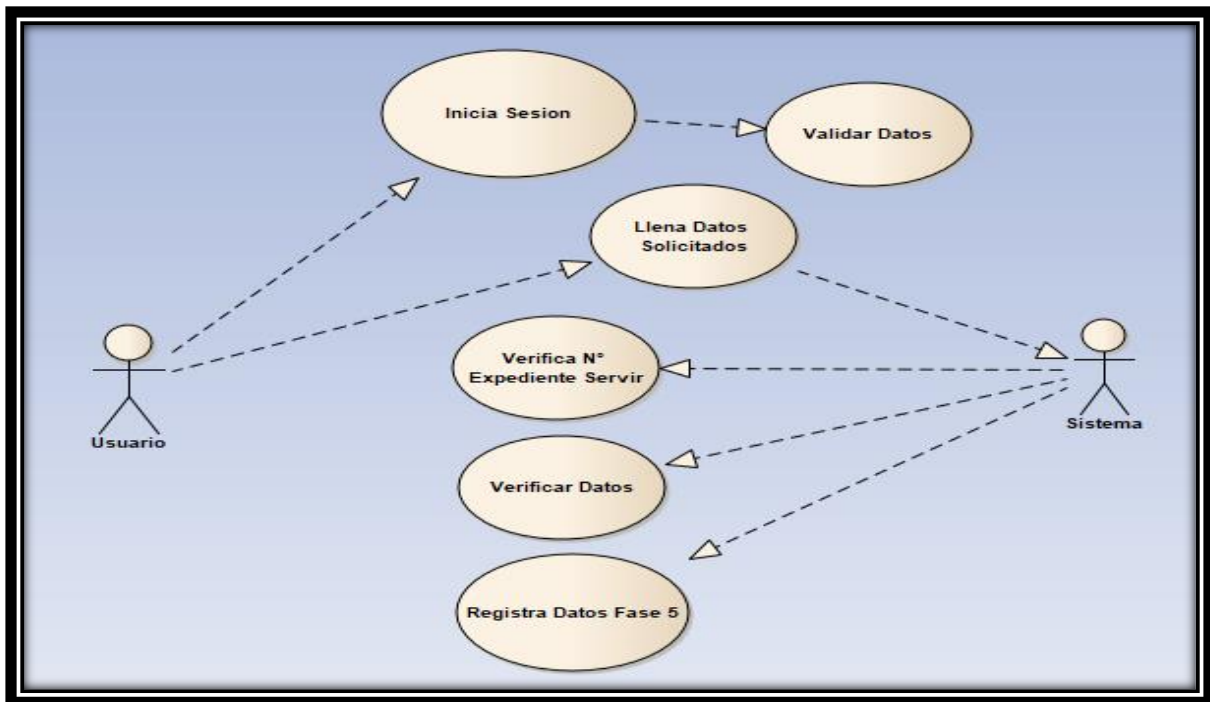 Inicia Sesion
Validar Datos
Llena Datos
Solicitados
Verifica N°
Expediente Servir
Usuario
Sistema
Verificar Datos
Registra Datos Fase 5